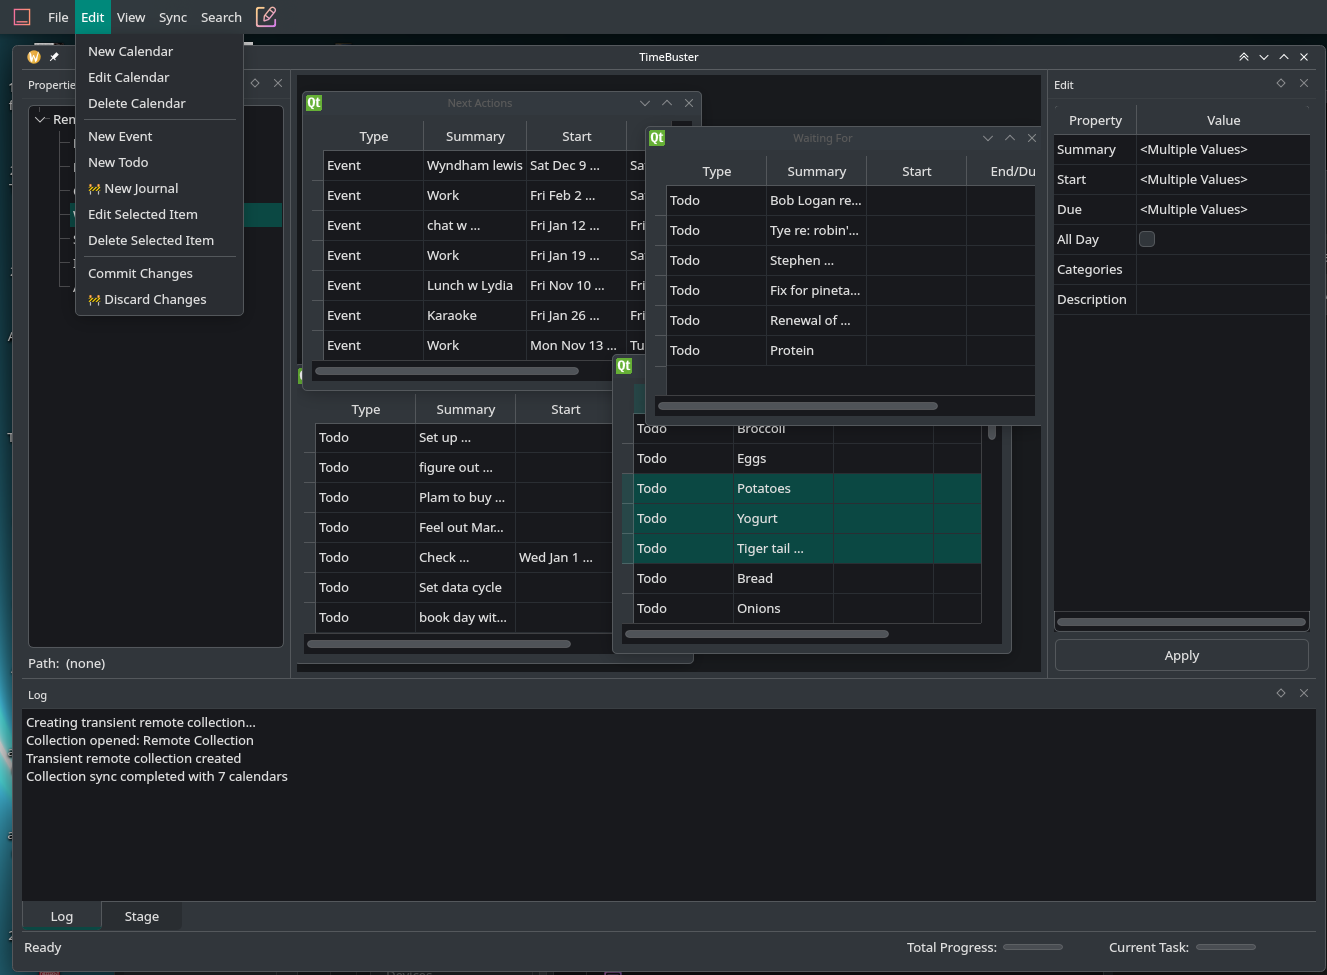 File Edit View Sync Search
New Calendar
Edit Calendar
Delete Calendar
New Event
New Todo
New Journal
Edit Selected Item
Delete Selected Item
Commit Changes
Discard Changes
TimeBuster
Path: (none)
Qt Next Actions
Type Summary Start
Event Wyndham lewis Sat Dec 9 ...
Event Work Fri Feb 2 ...
Event chat w ... Fri Jan 12 ...
Event Work Fri Jan 19 ...
Event Lunch w Lydia Fri Nov 10 ...
Event Karaoke Fri Jan 26 ...
Event Work Mon Nov 13 ...
Qt Waiting For
Type Summary Start End/Du
Todo Bob Logan re...
Todo Tye re: robin'...
Todo Stephen ...
Todo Fix for pineta...
Todo Renewal of ...
Todo Protein
Type Summary Start
Todo Set up ...
Todo figure out ...
Todo Plam to buy ...
Todo Feel out Mar...
Todo Check ... Wed Jan 1 ...
Todo Set data cycle
Todo book day wit...
Qt
Todo Broccoli
Todo Eggs
Todo Potatoes
Todo Yogurt
Todo Tiger tail ...
Todo Bread
Todo Onions
Edit
Property Value
Summary <Multiple Values>
Start <Multiple Values>
Due <Multiple Values>
All Day
Categories
Description
Apply
Log
Creating transient remote collection...
Collection opened: Remote Collection
Transient remote collection created
Collection sync completed with 7 calendars
Log Stage
Ready Total Progress: Current Task: